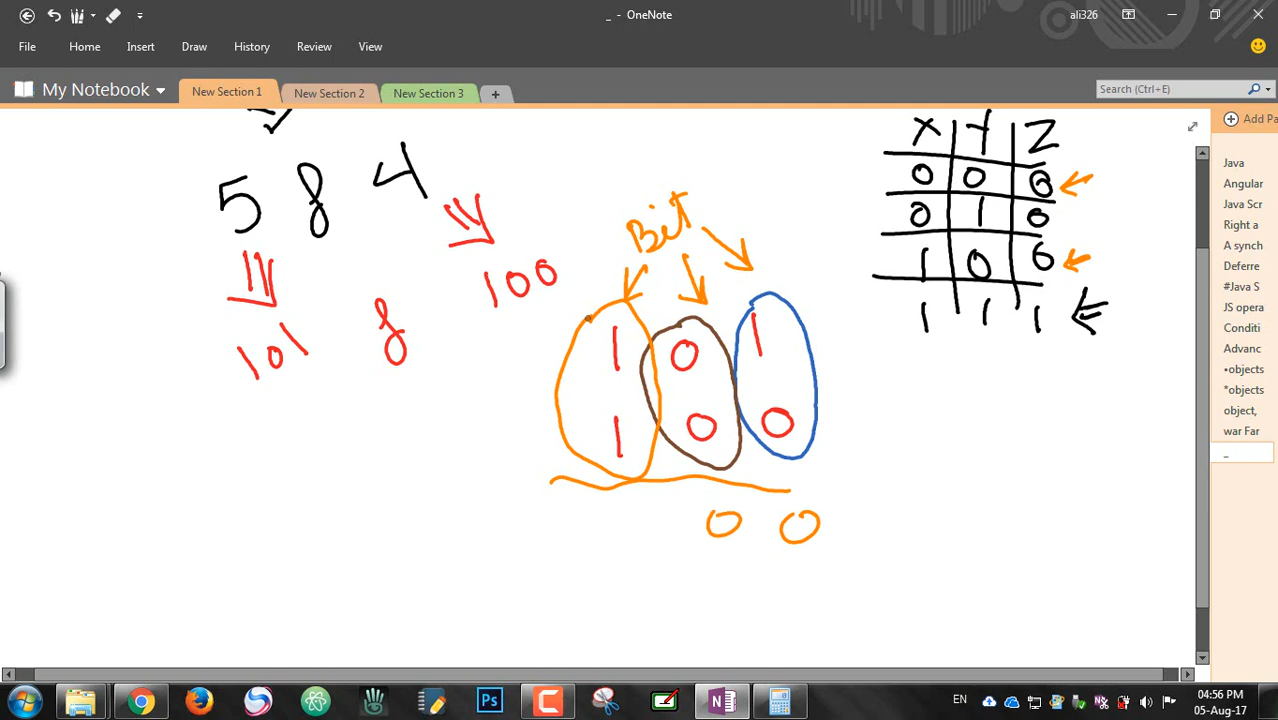 _ - OneNote
ali326
File Home Insert Draw History Review View
My Notebook
New Section 1
New Section 2
New Section 3
Search (Ctrl+E)
Add Pa
Java
Angular
Java Scr
Right a
A synch
Deferre
#Java S
JS opera
Conditi
Advanc
•objects
*objects
object,
war Far
_
5 & 4
101 & 100
Bit
1 0 1
1 0 0
0 0
X Y Z
0 0 0
0 1 0
1 0 0
1 1 1
Ps
EN
04:56 PM
05-Aug-17